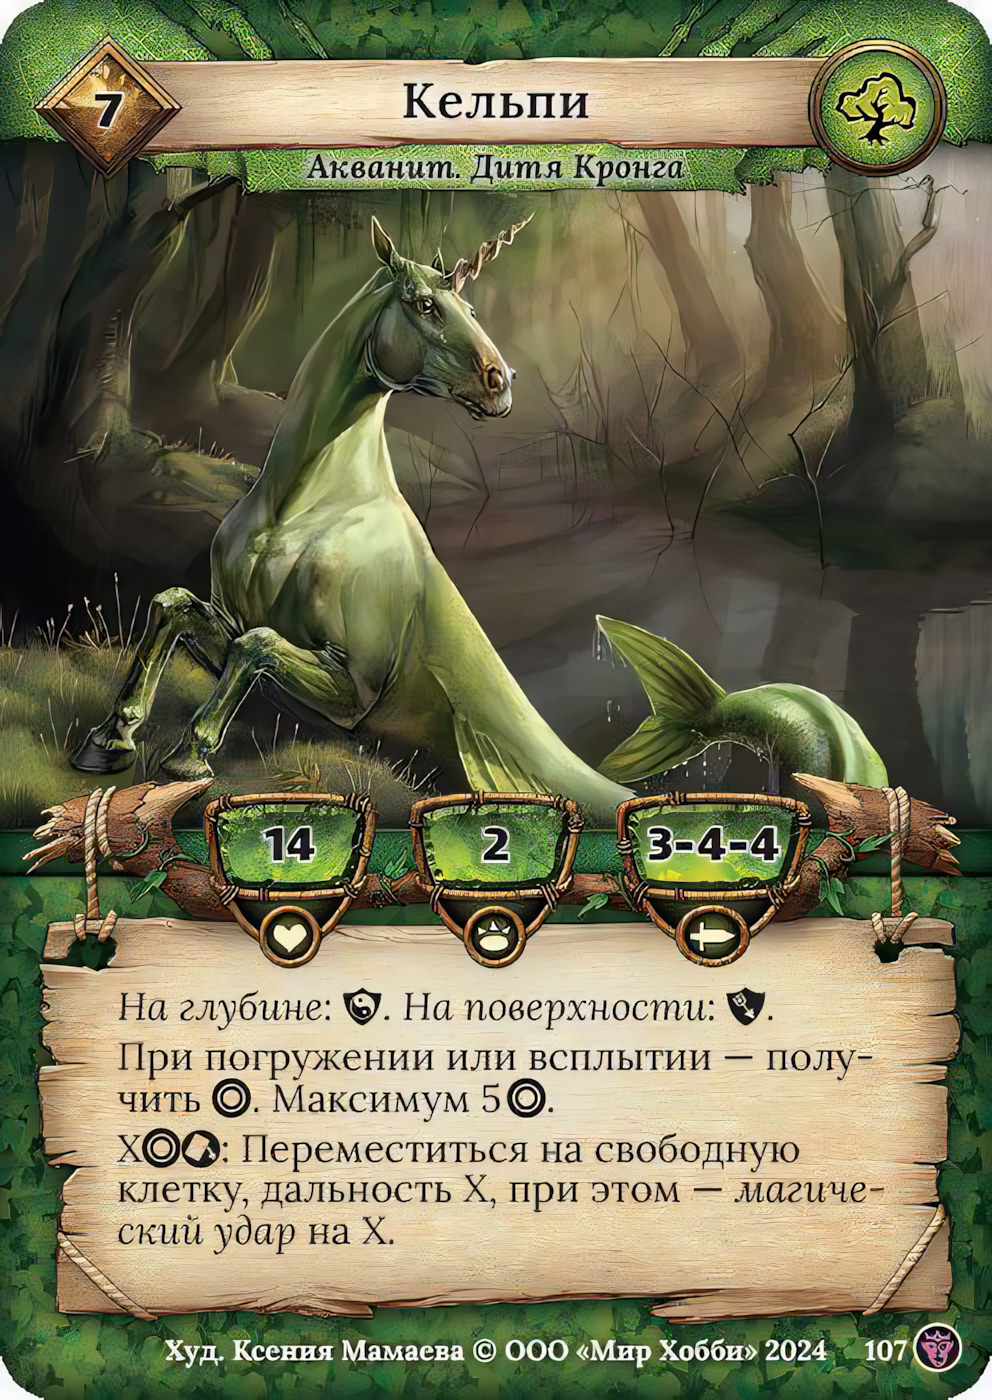 7
Кельпи
Акванит. Дитя Кронга
14
2
3-4-4
На глубине: . На поверхности: .
При погружении или всплытии — полу-
чить . Максимум 5 .
X : Переместиться на свободную
клетку, дальность X, при этом — магиче-
ский удар на X.
Худ. Ксения Мамаева © ООО «Мир Хобби» 2024 107